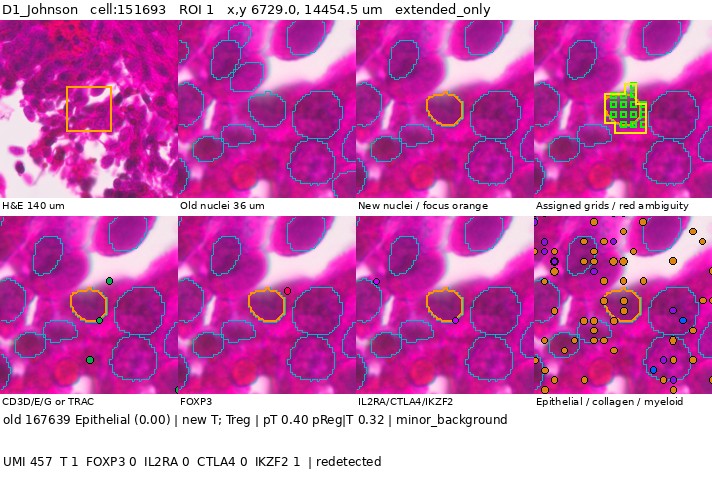 D1_Johnson cell:151693 ROI 1 x,y 6729.0, 14454.5 um extended_only
H&E 140 um
Old nuclei 36 um
New nuclei / focus orange
Assigned grids / red ambiguity
CD3D/E/G or TRAC
FOXP3
IL2RA/CTLA4/IKZF2
Epithelial / collagen / myeloid
old 167639 Epithelial (0.00) | new T; Treg | pT 0.40 pReg|T 0.32 | minor_background
UMI 457 T 1 FOXP3 0 IL2RA 0 CTLA4 0 IKZF2 1 | redetected